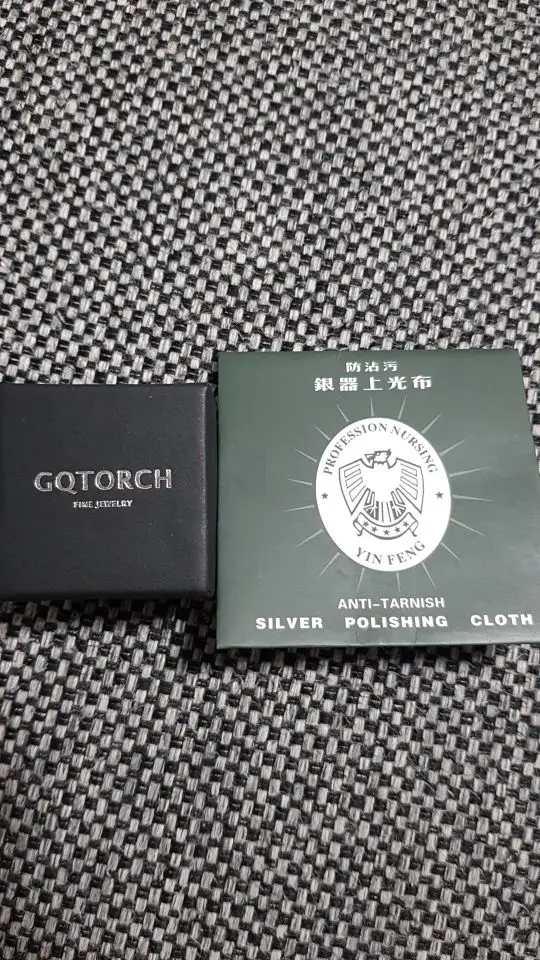 GQTORCH
FINE JEWELRY
防沾污
銀器上光布
PROFESSION NURSING
YIN FENG
ANTI-TARNISH
SILVER POLISHING CLOTH